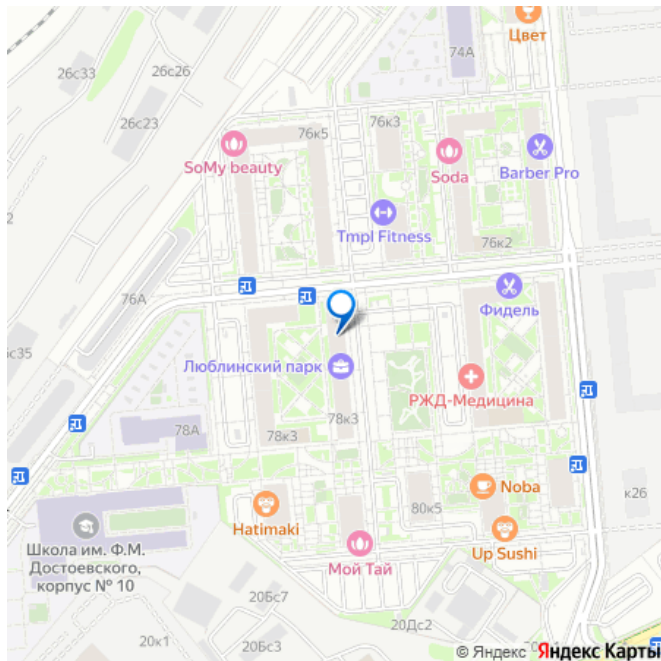 Цвет
26с33
26с26
74А
26с23
76к5
76к3
SoMy beauty
Soda
Barber Pro
Tmpl Fitness
76к2
76А
Фидель
с35
Люблинский парк
РЖД-Медицина
78к3
78А
78к3
Noba
к26
80к5
Hatimaki
Up Sushi
Школа им. Ф.М.
Достоевского,
корпус № 10
Мой Тай
20Бс7
20Дс2
20к1
20Бс3
© Яндекс Яндекс Карты